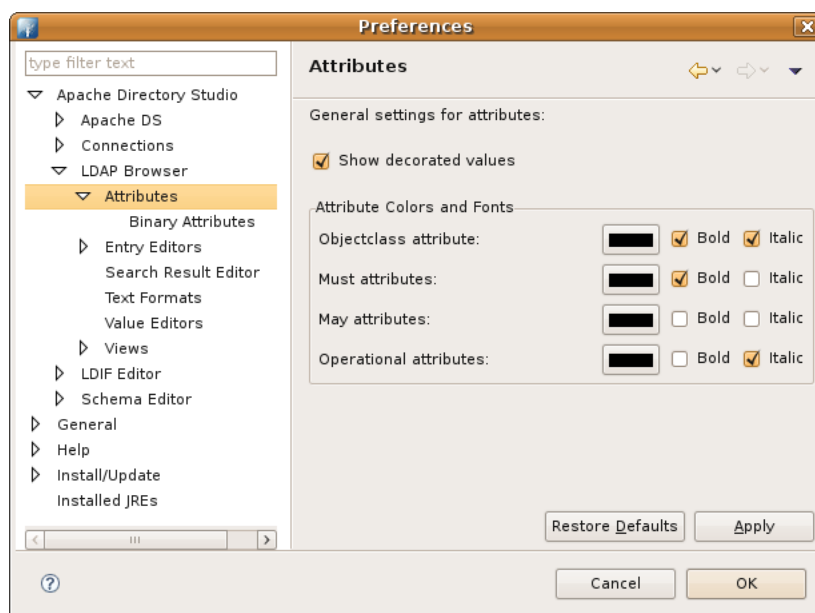 Preferences
type filter text
Apache Directory Studio
Apache DS
Connections
LDAP Browser
Attributes
Binary Attributes
Entry Editors
Search Result Editor
Text Formats
Value Editors
Views
LDIF Editor
Schema Editor
General
Help
Install/Update
Installed JREs
Attributes
General settings for attributes:
Show decorated values
Attribute Colors and Fonts
Objectclass attribute: Bold Italic
Must attributes: Bold Italic
May attributes: Bold Italic
Operational attributes: Bold Italic
Restore Defaults Apply
Cancel OK